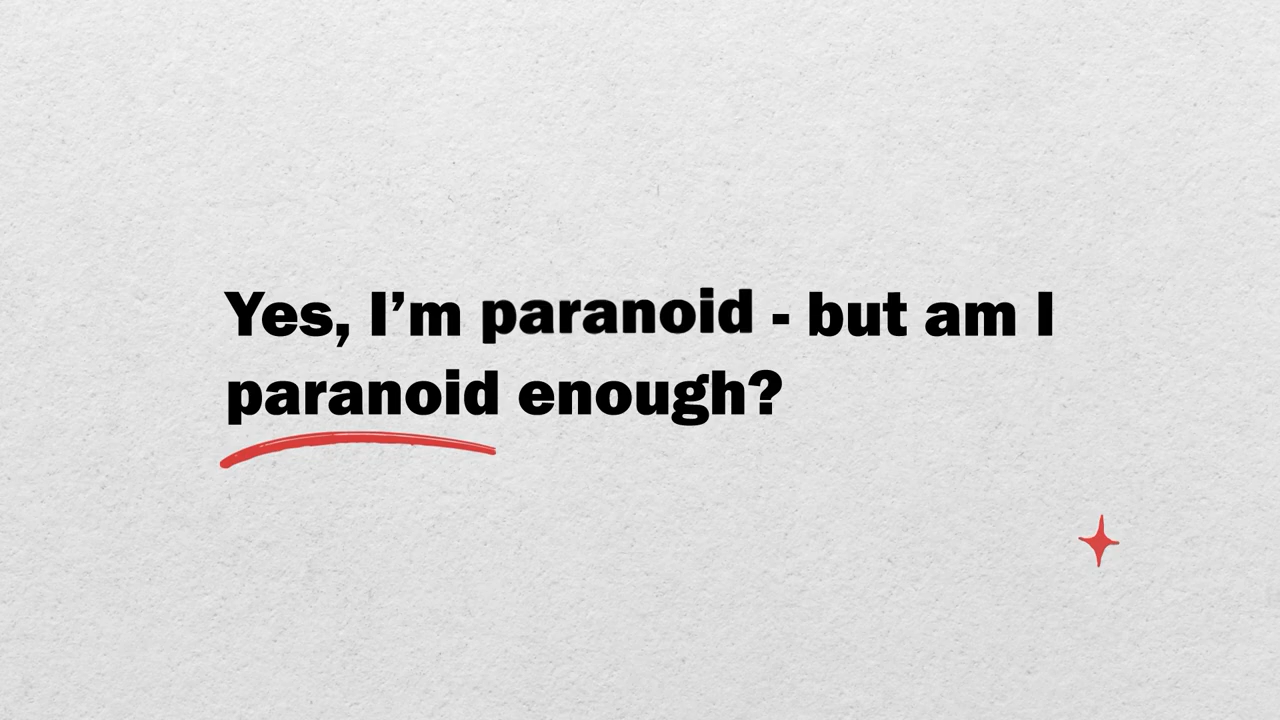 Yes, I’m paranoid - but am I
paranoid enough?